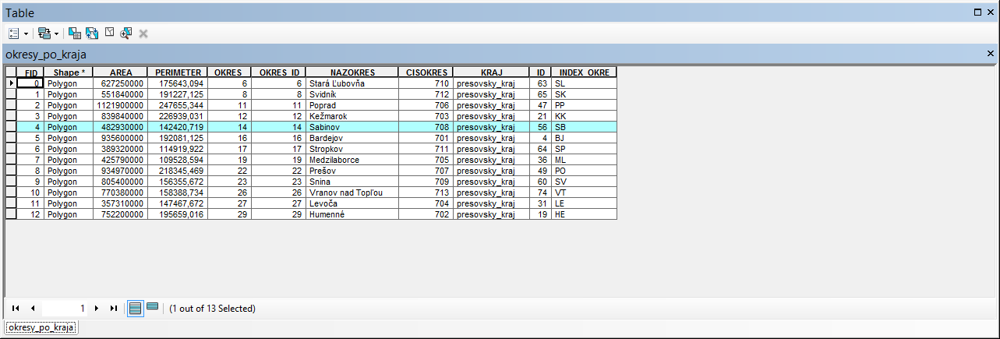 Table
okresy_po_kraja
FID Shape * AREA PERIMETER OKRES OKRES_ID NAZOKRES CISOKRES KRAJ ID INDEX_OKRE
0 Polygon 627250000 175643,094 6 6 Stará Ľubovňa 710 presovsky_kraj 63 SL
1 Polygon 551840000 191227,125 8 8 Svidník 712 presovsky_kraj 65 SK
2 Polygon 1121900000 247655,344 11 11 Poprad 706 presovsky_kraj 47 PP
3 Polygon 839840000 226939,031 12 12 Kežmarok 703 presovsky_kraj 21 KK
4 Polygon 482930000 142420,719 14 14 Sabinov 708 presovsky_kraj 56 SB
5 Polygon 935600000 192081,125 16 16 Bardejov 701 presovsky_kraj 4 BJ
6 Polygon 389320000 114919,922 17 17 Stropkov 711 presovsky_kraj 64 SP
7 Polygon 425790000 109528,594 19 19 Medzilaborce 705 presovsky_kraj 36 ML
8 Polygon 934970000 218345,469 22 22 Prešov 707 presovsky_kraj 49 PO
9 Polygon 805400000 156355,672 23 23 Snina 709 presovsky_kraj 60 SV
10 Polygon 770380000 158388,734 26 26 Vranov nad Topľou 713 presovsky_kraj 74 VT
11 Polygon 357310000 147467,672 27 27 Levoča 704 presovsky_kraj 31 LE
12 Polygon 752200000 195659,016 29 29 Humenné 702 presovsky_kraj 19 HE
1 (1 out of 13 Selected)
okresy_po_kraja